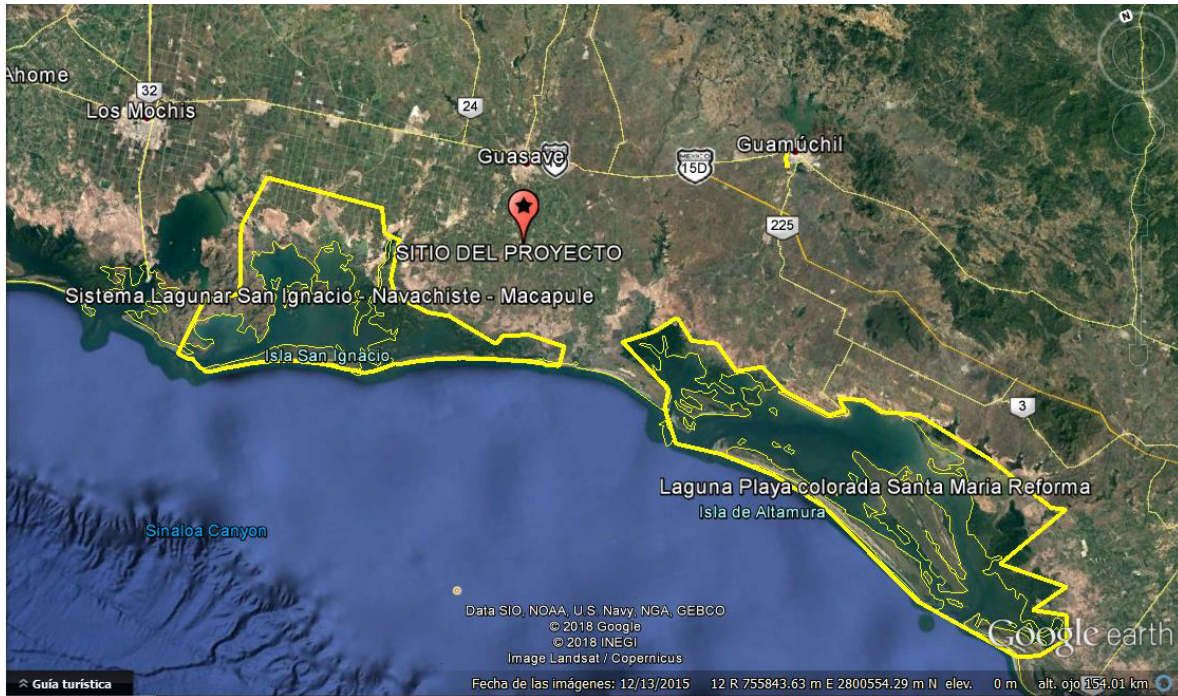 N
Ahome
32
Los Mochis
24
Guasave
Guamúchil
MEXICO
15D
225
SITIO DEL PROYECTO
Sistema Lagunar San Ignacio - Navachiste - Macapule
Isla San Ignacio
3
Laguna Playa colorada Santa Maria Reforma
Isla de Altamura
Sinaloa Canyon
Data SIO, NOAA, U.S. Navy, NGA, GEBCO
© 2018 Google
© 2018 INEGI
Image Landsat / Copernicus
Google earth
Guía turística
Fecha de las imágenes: 12/13/2015 12 R 755843.63 m E 2800554.29 m N elev. 0 m alt. ojo 154.01 km